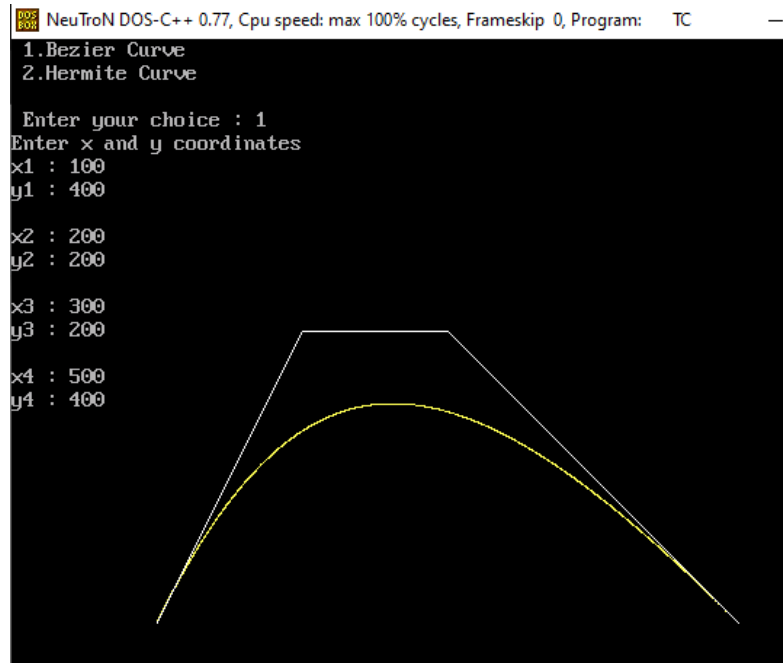 DOS BOX NeuTroN DOS-C++ 0.77, Cpu speed: max 100% cycles, Frameskip 0, Program: TC
1.Bezier Curve
2.Hermite Curve
Enter your choice : 1
Enter x and y coordinates
x1 : 100
y1 : 400
x2 : 200
y2 : 200
x3 : 300
y3 : 200
x4 : 500
y4 : 400